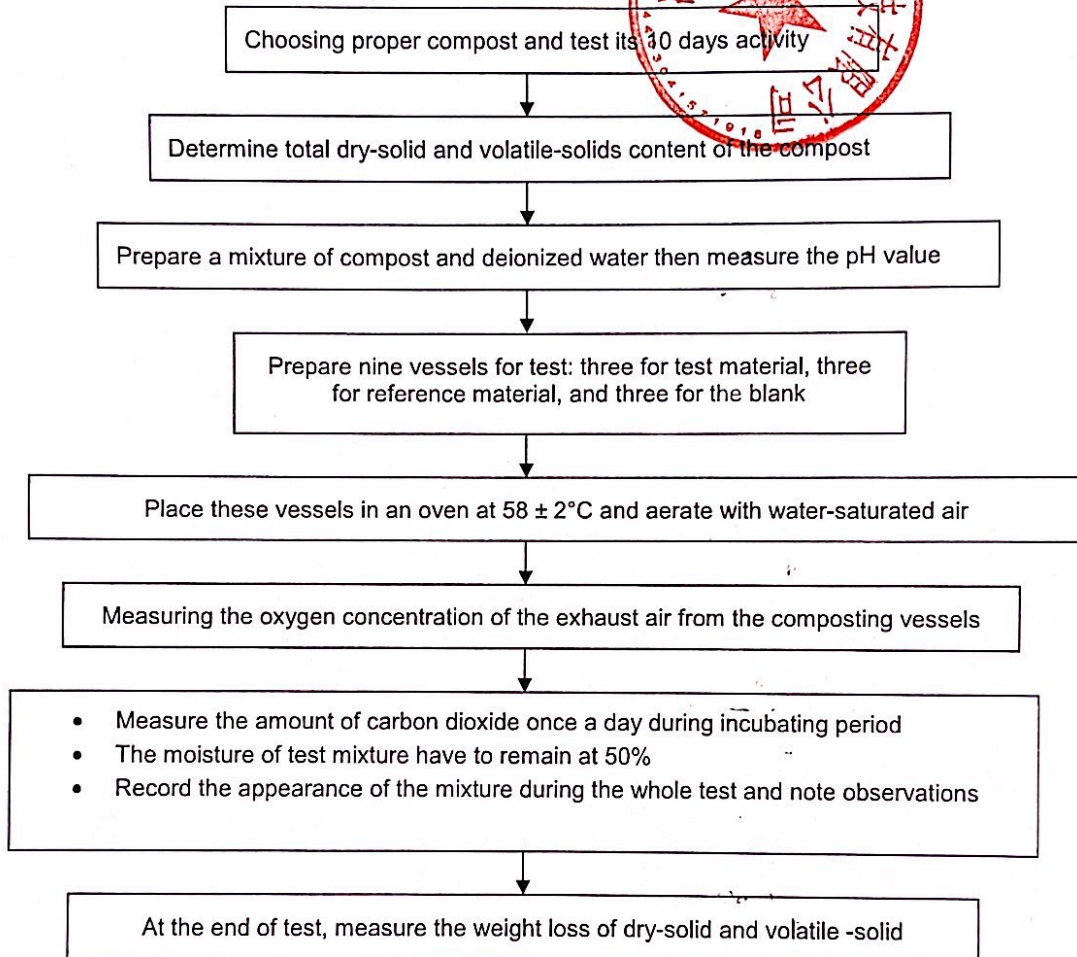 Choosing proper compost and test its 10 days activity
限
公
司
Determine total dry-solid and volatile-solids content of the compost
Prepare a mixture of compost and deionized water then measure the pH value
Prepare nine vessels for test: three for test material, three
for reference material, and three for the blank
Place these vessels in an oven at 58 ± 2°C and aerate with water-saturated air
Measuring the oxygen concentration of the exhaust air from the composting vessels
• Measure the amount of carbon dioxide once a day during incubating period
• The moisture of test mixture have to remain at 50%
• Record the appearance of the mixture during the whole test and note observations
At the end of test, measure the weight loss of dry-solid and volatile -solid